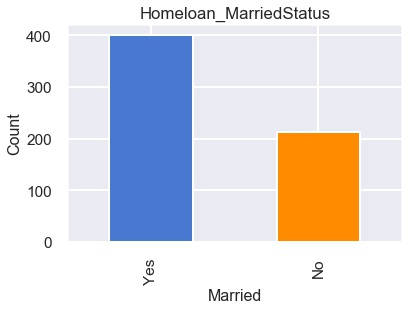 Homeloan_MarriedStatus
400
300
200
100
0
Count
Yes
No
Married